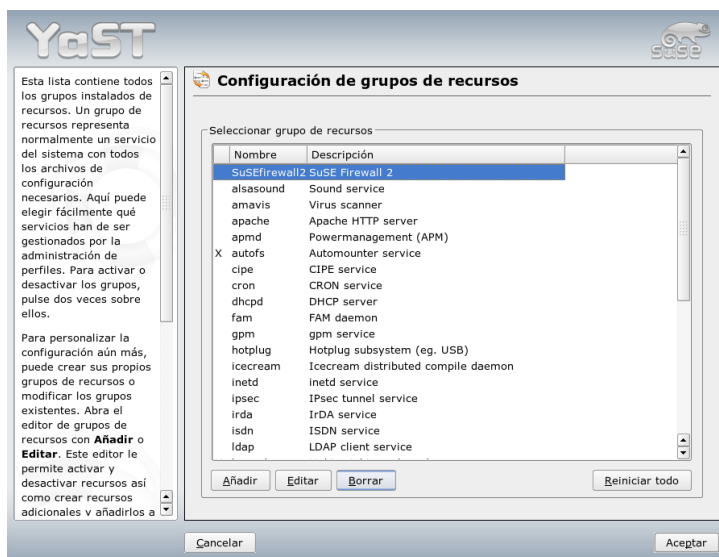 YaST
SUSE
Esta lista contiene todos
los grupos instalados de
recursos. Un grupo de
recursos representa
normalmente un servicio
del sistema con todos
los archivos de
configuración
necesarios. Aquí puede
elegir fácilmente qué
servicios han de ser
gestionados por la
administración de
perfiles. Para activar o
desactivar los grupos,
pulse dos veces sobre
ellos.
Para personalizar la
configuración aún más,
puede crear sus propios
grupos de recursos o
modificar los grupos
existentes. Abra el
editor de grupos de
recursos con Añadir o
Editar. Este editor le
permite activar y
desactivar recursos así
como crear recursos
adicionales y añadirlos a
Configuración de grupos de recursos
Seleccionar grupo de recursos
Nombre Descripción
SuSEfirewall2 SuSE Firewall 2
alsasound Sound service
amavis Virus scanner
apache Apache HTTP server
apmd Powermanagement (APM)
X autofs Automounter service
cipe CIPE service
cron CRON service
dhcpd DHCP server
fam FAM daemon
gpm gpm service
hotplug Hotplug subsystem (eg. USB)
icecream Icecream distributed compile daemon
inetd inetd service
ipsec IPsec tunnel service
irda IrDA service
isdn ISDN service
ldap LDAP client service
Añadir Editar Borrar Reiniciar todo
Cancelar Aceptar